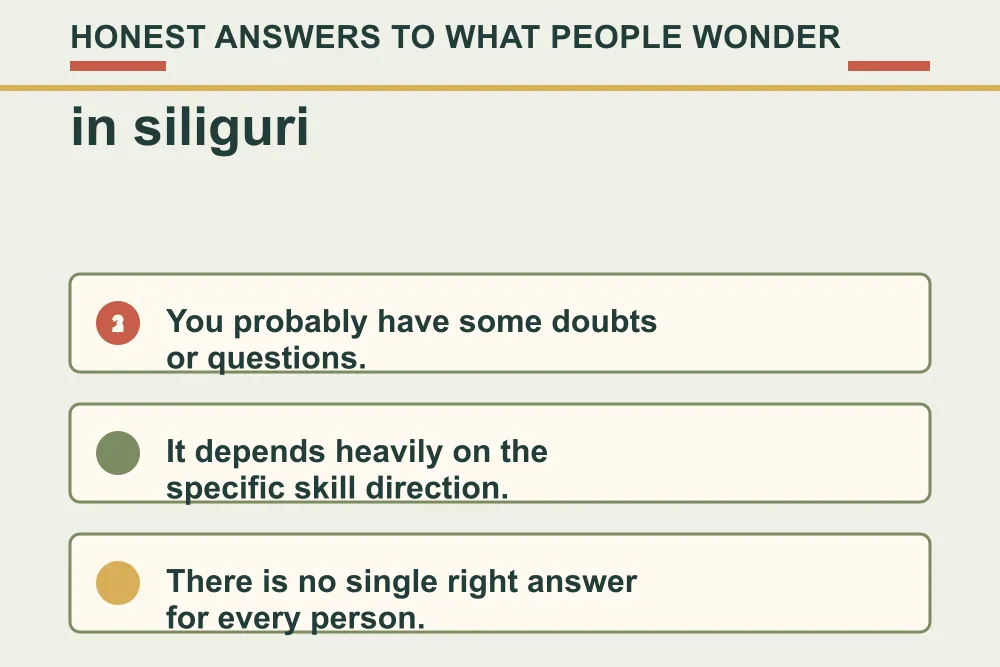 HONEST ANSWERS TO WHAT PEOPLE WONDER
in siliguri
You probably have some doubts
or questions.
It depends heavily on the
specific skill direction.
There is no single right answer
for every person.